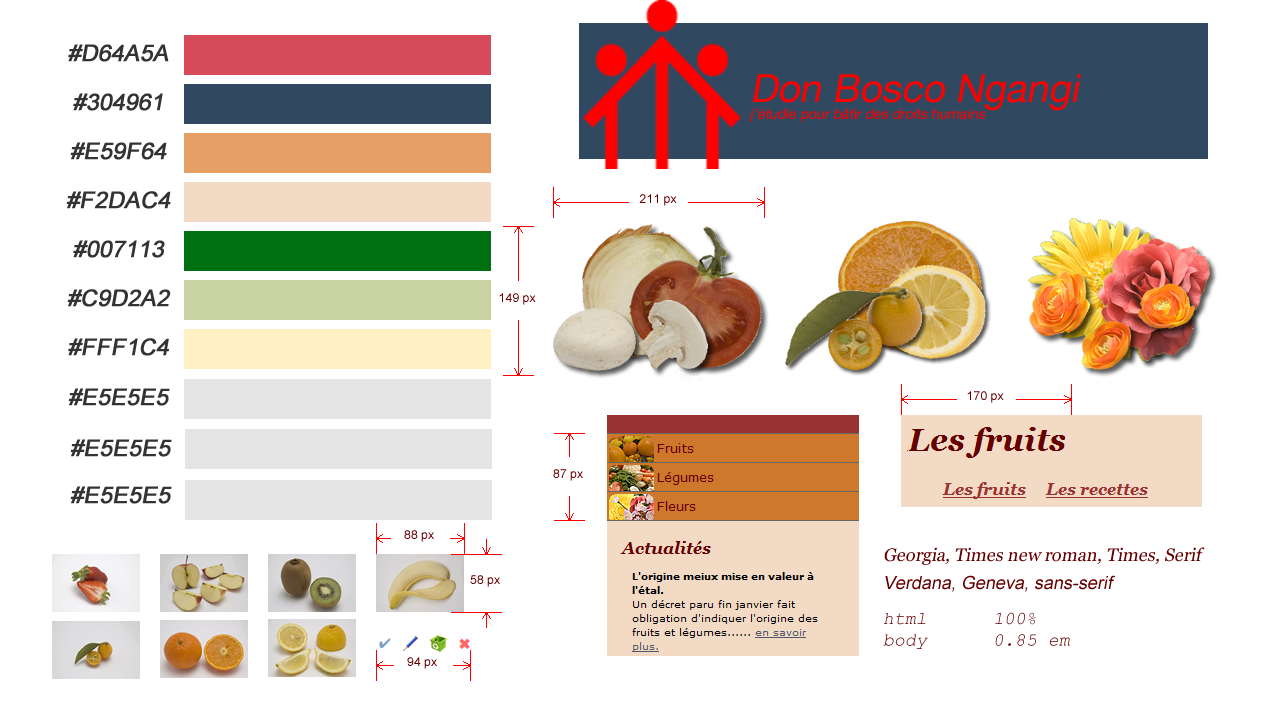 #D64A5A
#304961
#E59F64
#F2DAC4
#007113
#C9D2A2
#FFF1C4
#E5E5E5
#E5E5E5
#E5E5E5
Don Bosco Ngangi
j'étudie pour bâtir des droits humains
211 px
149 px
170 px
87 px
Fruits
Légumes
Fleurs
Actualités
L'origine meiux mise en valeur à
l'étal.
Un décret paru fin janvier fait
obligation d'indiquer l'origine des
fruits et légumes...... en savoir
plus.
Les fruits
Les fruits Les recettes
Georgia, Times new roman, Times, Serif
Verdana, Geneva, sans-serif
html 100%
body 0.85 em
88 px
58 px
94 px